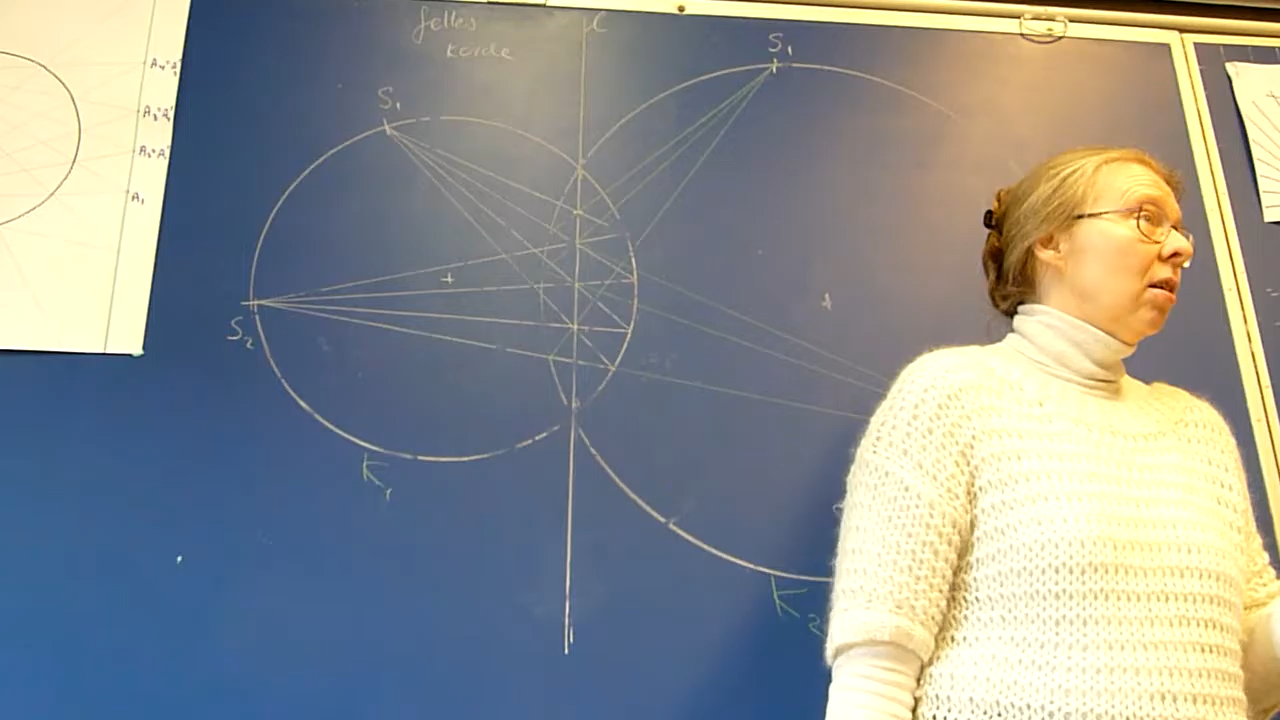 felles
korde
S₁
S₁
S₂
K₁
K₂
A₁